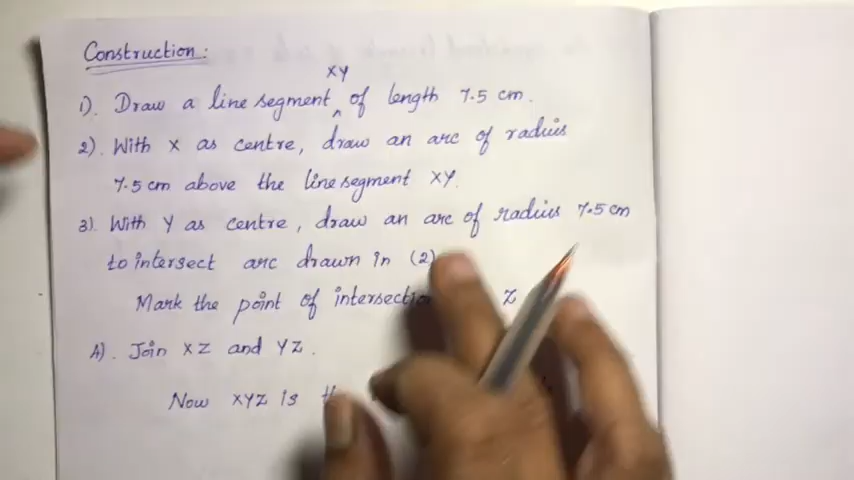 Construction:
XY
1). Draw a line segment ^ of length 7.5 cm.
2). With X as centre, draw an arc of radius
7.5 cm above the line segment XY.
3). With Y as centre, draw an arc of radius 7.5 cm
to intersect arc drawn in (2)
Mark the point of intersection Z
4). Join XZ and YZ.
Now XYZ is